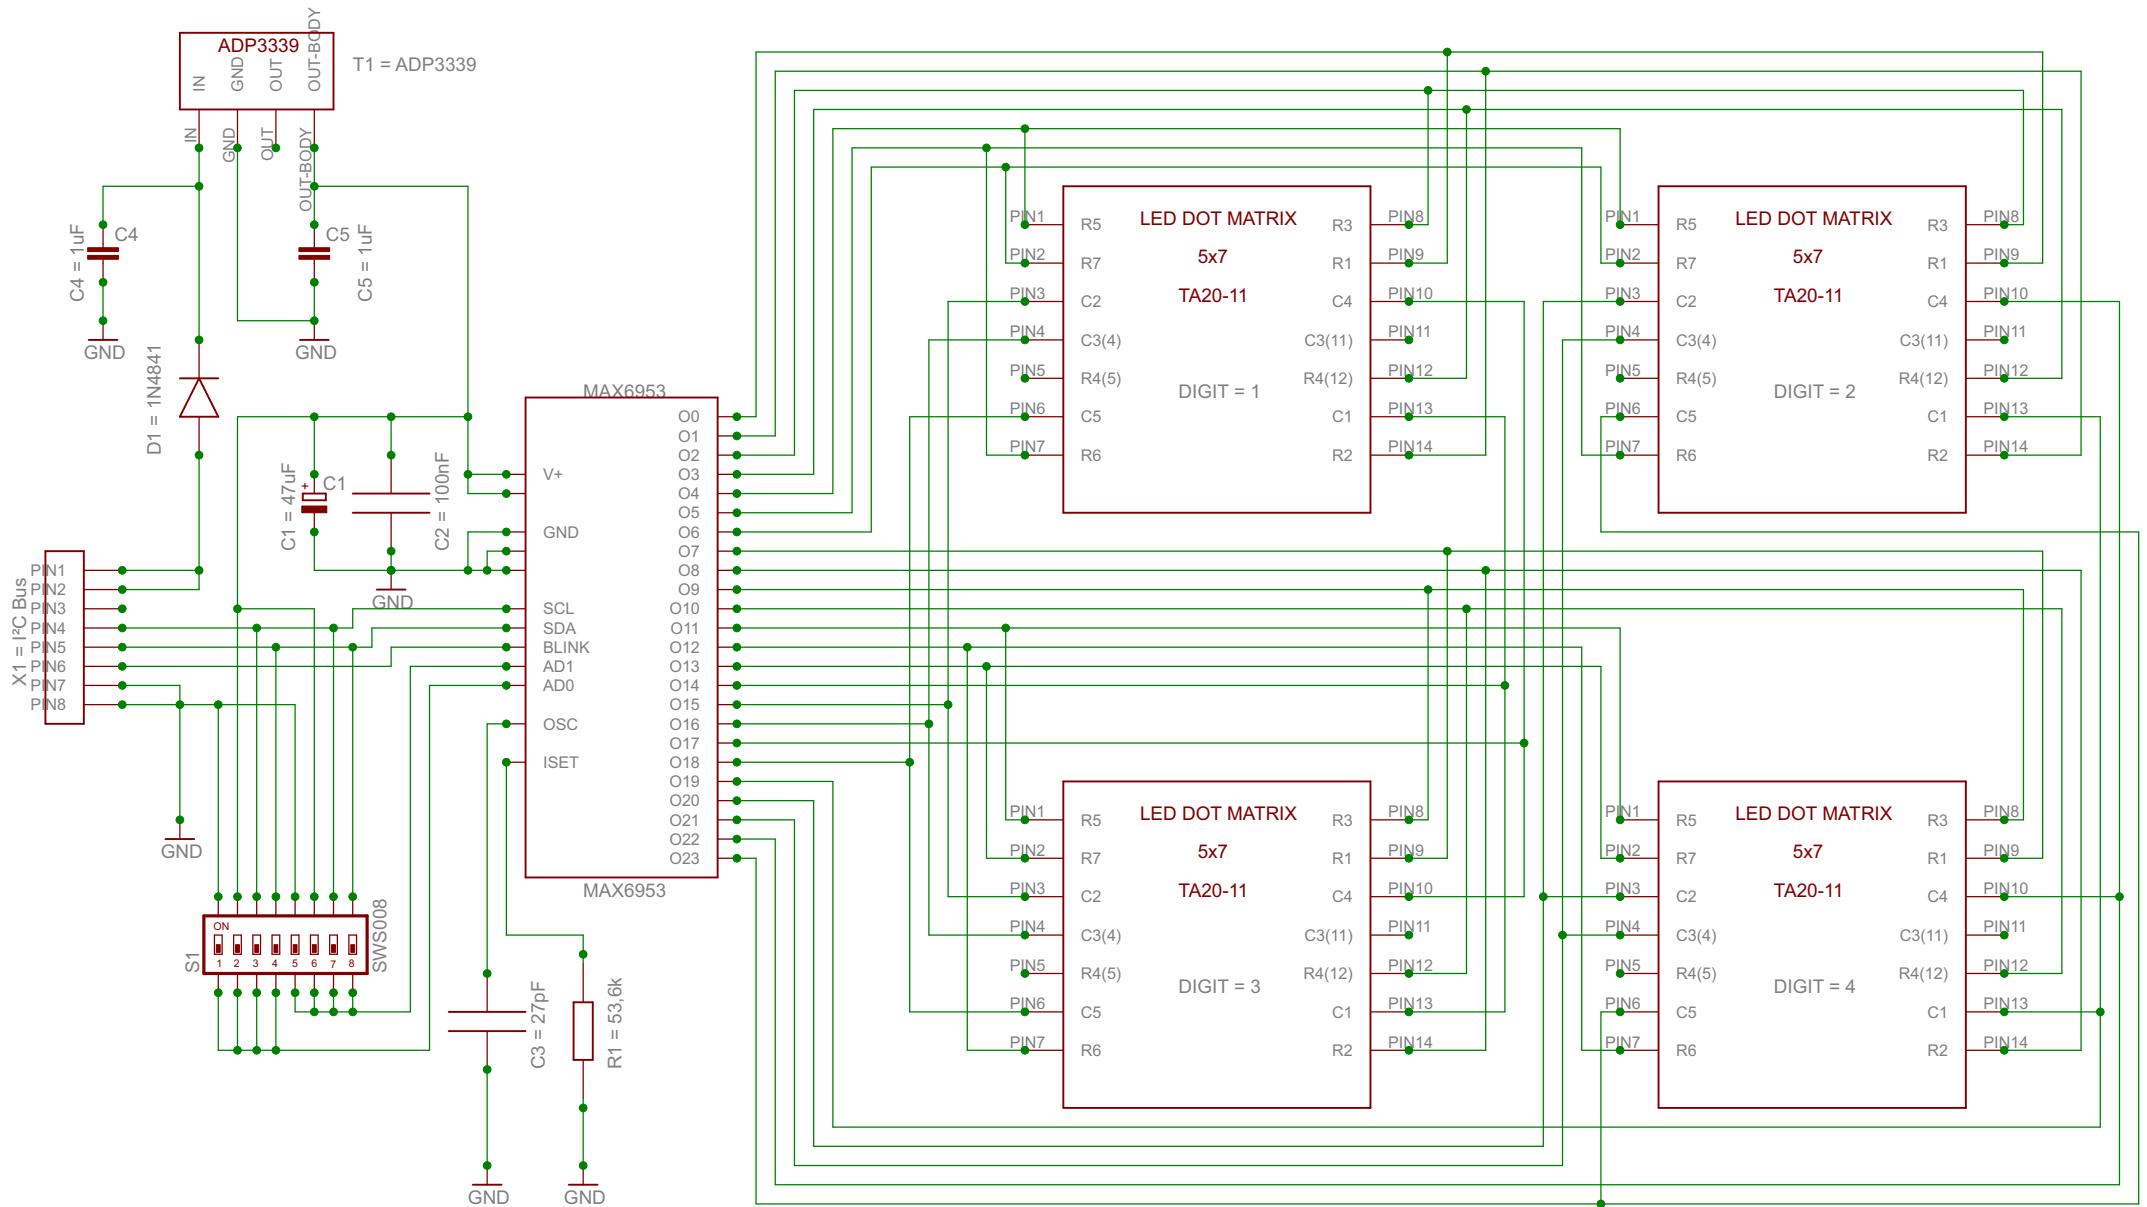 ADP3339
IN
GND
OUT
OUT-BODY
T1 = ADP3339
IN
GND
OUT
OUT-BODY
C4
C4 = 1uF
GND
C5
C5 = 1uF
GND
D1 = 1N4841
+
C1
C1 = 47uF
C2 = 100nF
GND
X1 = I²C Bus
PIN1
PIN2
PIN3
PIN4
PIN5
PIN6
PIN7
PIN8
GND
S1
ON
1 2 3 4 5 6 7 8
SWS008
C3 = 27pF
GND
R1 = 53,6k
GND
MAX6953
V+
GND
SCL
SDA
BLINK
AD1
AD0
OSC
ISET
O0
O1
O2
O3
O4
O5
O6
O7
O8
O9
O10
O11
O12
O13
O14
O15
O16
O17
O18
O19
O20
O21
O22
O23
MAX6953
LED DOT MATRIX
5x7
TA20-11
DIGIT = 1
PIN1 R5
PIN2 R7
PIN3 C2
PIN4 C3(4)
PIN5 R4(5)
PIN6 C5
PIN7 R6
R3 PIN8
R1 PIN9
C4 PIN10
C3(11) PIN11
R4(12) PIN12
C1 PIN13
R2 PIN14
LED DOT MATRIX
5x7
TA20-11
DIGIT = 2
PIN1 R5
PIN2 R7
PIN3 C2
PIN4 C3(4)
PIN5 R4(5)
PIN6 C5
PIN7 R6
R3 PIN8
R1 PIN9
C4 PIN10
C3(11) PIN11
R4(12) PIN12
C1 PIN13
R2 PIN14
LED DOT MATRIX
5x7
TA20-11
DIGIT = 3
PIN1 R5
PIN2 R7
PIN3 C2
PIN4 C3(4)
PIN5 R4(5)
PIN6 C5
PIN7 R6
R3 PIN8
R1 PIN9
C4 PIN10
C3(11) PIN11
R4(12) PIN12
C1 PIN13
R2 PIN14
LED DOT MATRIX
5x7
TA20-11
DIGIT = 4
PIN1 R5
PIN2 R7
PIN3 C2
PIN4 C3(4)
PIN5 R4(5)
PIN6 C5
PIN7 R6
R3 PIN8
R1 PIN9
C4 PIN10
C3(11) PIN11
R4(12) PIN12
C1 PIN13
R2 PIN14